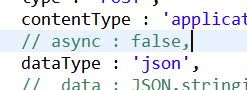 contentType : 'applicat
// async : false,
dataType : 'json',